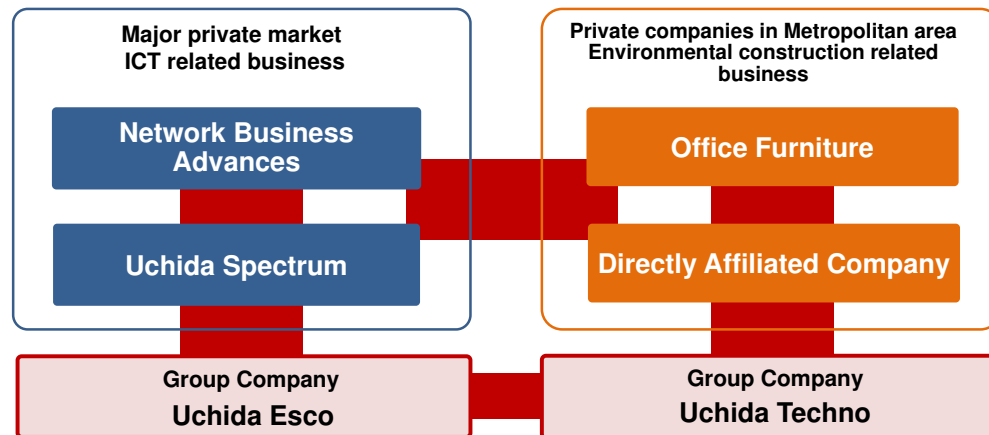 Major private market
ICT related business
Network Business
Advances
Uchida Spectrum
Group Company
Uchida Esco
Private companies in Metropolitan area
Environmental construction related
business
Office Furniture
Directly Affiliated Company
Group Company
Uchida Techno